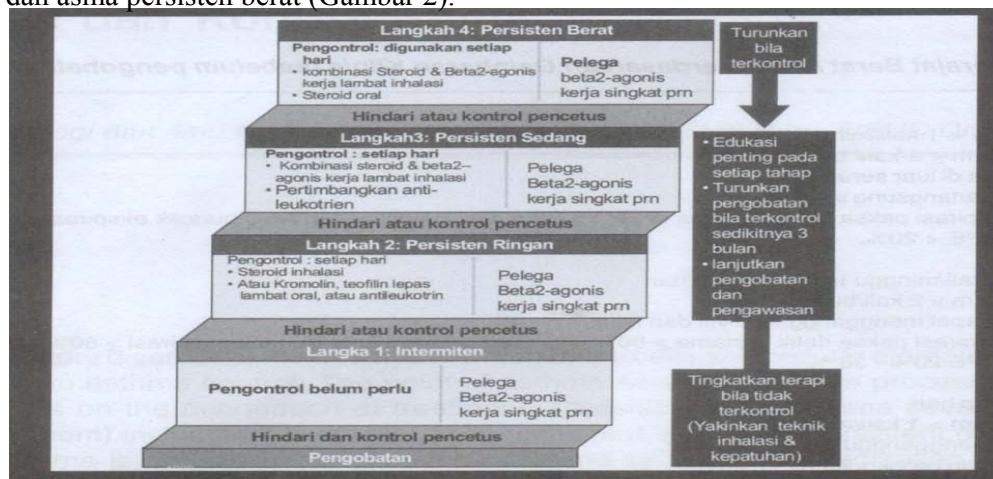 dan asma persisten berat (Gambar 2).
Langkah 4: Persisten Berat
Pengontrol: digunakan setiap
hari
• kombinasi Steroid & Beta2-agonis
kerja lambat inhalasi
• Steroid oral
Pelega
beta2-agonis
kerja singkat prn
Hindari atau kontrol pencetus
Langkah3: Persisten Sedang
Pengontrol : setiap hari
• Kombinasi steroid & beta2--
agonis kerja lambat inhalasi
• Pertimbangkan anti-
leukotrien
Pelega
Beta2-agonis
kerja singkat prn
Hindari atau kontrol pencetus
Langkah 2: Persisten Ringan
Pengontrol : setiap hari
• Steroid inhalasi
• Atau Kromolin, teofilin lepas
lambat oral, atau antileukotrin
Pelega
Beta2-agonis
kerja singkat prn
Hindari atau kontrol pencetus
Langka 1: Intermiten
Pengontrol belum perlu
Pelega
Beta2-agonis
kerja singkat prn
Hindari dan kontrol pencetus
Pengobatan
Turunkan
bila
terkontrol
• Edukasi
penting pada
setiap tahap
• Turunkan
pengobatan
bila terkontrol
sedikitnya 3
bulan
• lanjutkan
pengobatan
dan
pengawasan
Tingkatkan terapi
bila tidak
terkontrol
(Yakinkan teknik
inhalasi &
kepatuhan)